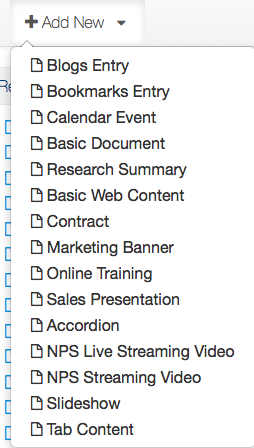 Add New
Blogs Entry
Bookmarks Entry
Calendar Event
Basic Document
Research Summary
Basic Web Content
Contract
Marketing Banner
Online Training
Sales Presentation
Accordion
NPS Live Streaming Video
NPS Streaming Video
Slideshow
Tab Content